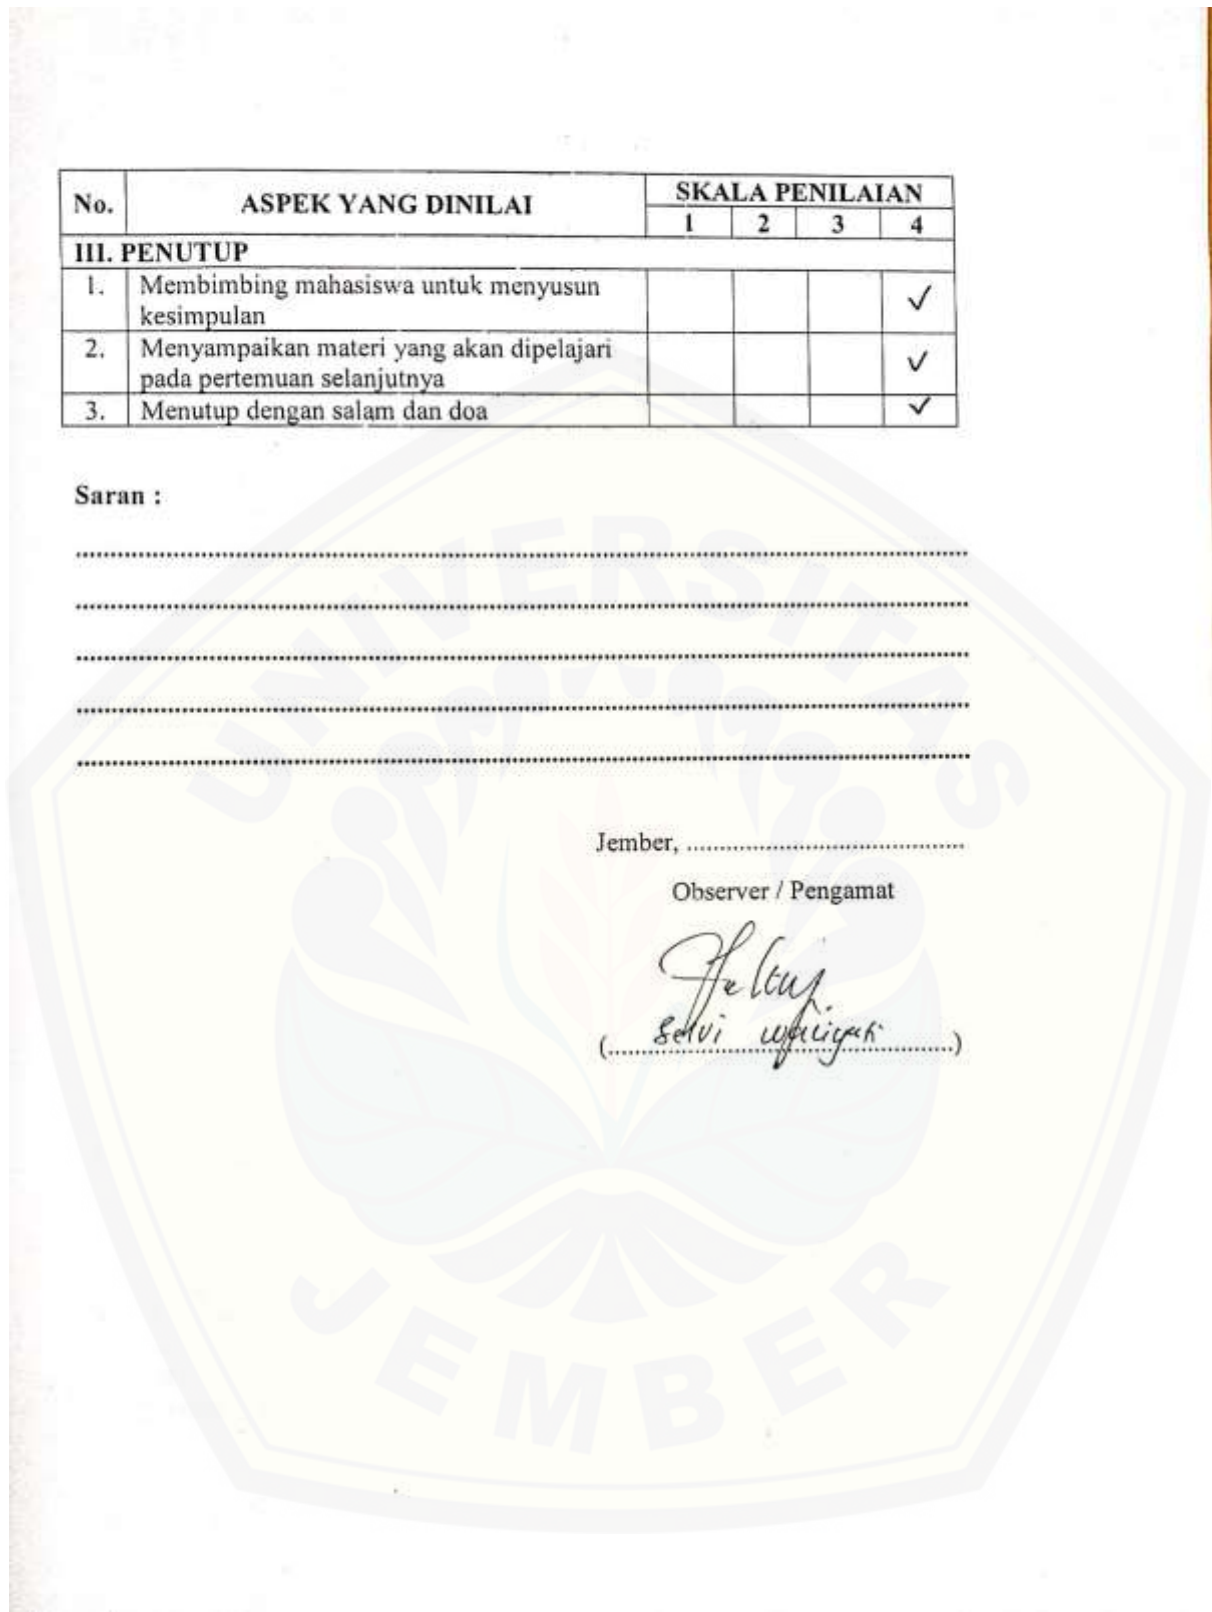 No. ASPEK YANG DINILAI SKALA PENILAIAN
1 2 3 4
III. PENUTUP
1. Membimbing mahasiswa untuk menyusun ✓
kesimpulan
2. Menyampaikan materi yang akan dipelajari ✓
pada pertemuan selanjutnya
3. Menutup dengan salam dan doa ✓
Saran :
Jember, ..........................................
Observer / Pengamat
(Selvi)
UNIVERSITAS
JEMBER